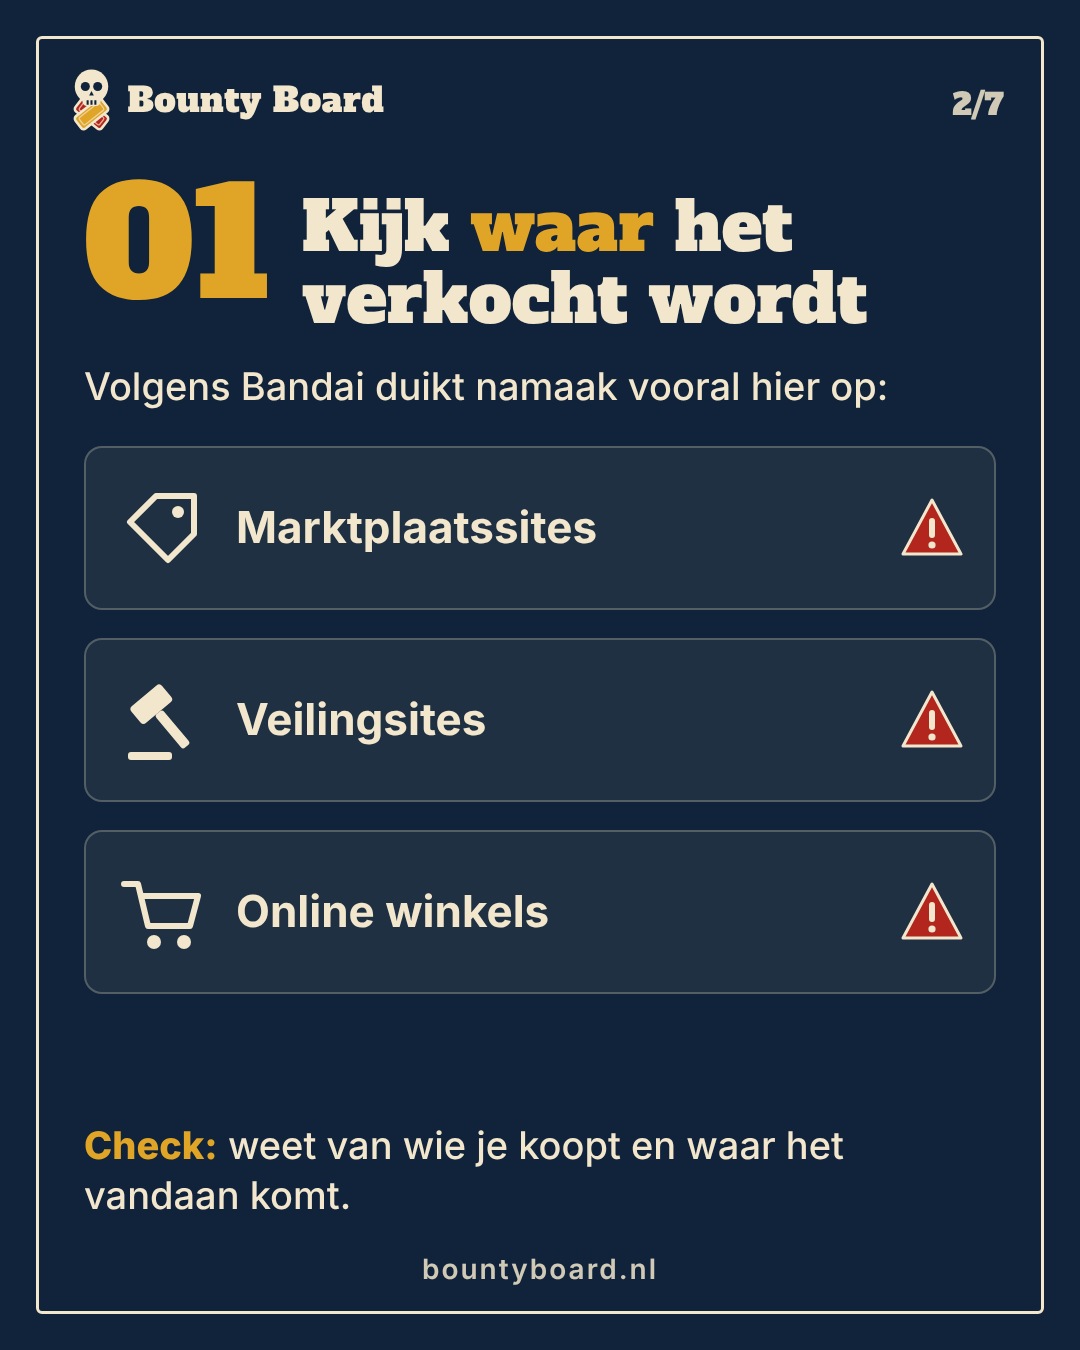 Bounty Board
2/7
01
Kijk waar het
verkocht wordt
Volgens Bandai duikt namaak vooral hier op:
Marktplaatssites
Veilingsites
Online winkels
Check: weet van wie je koopt en waar het
vandaan komt.
bountyboard.nl